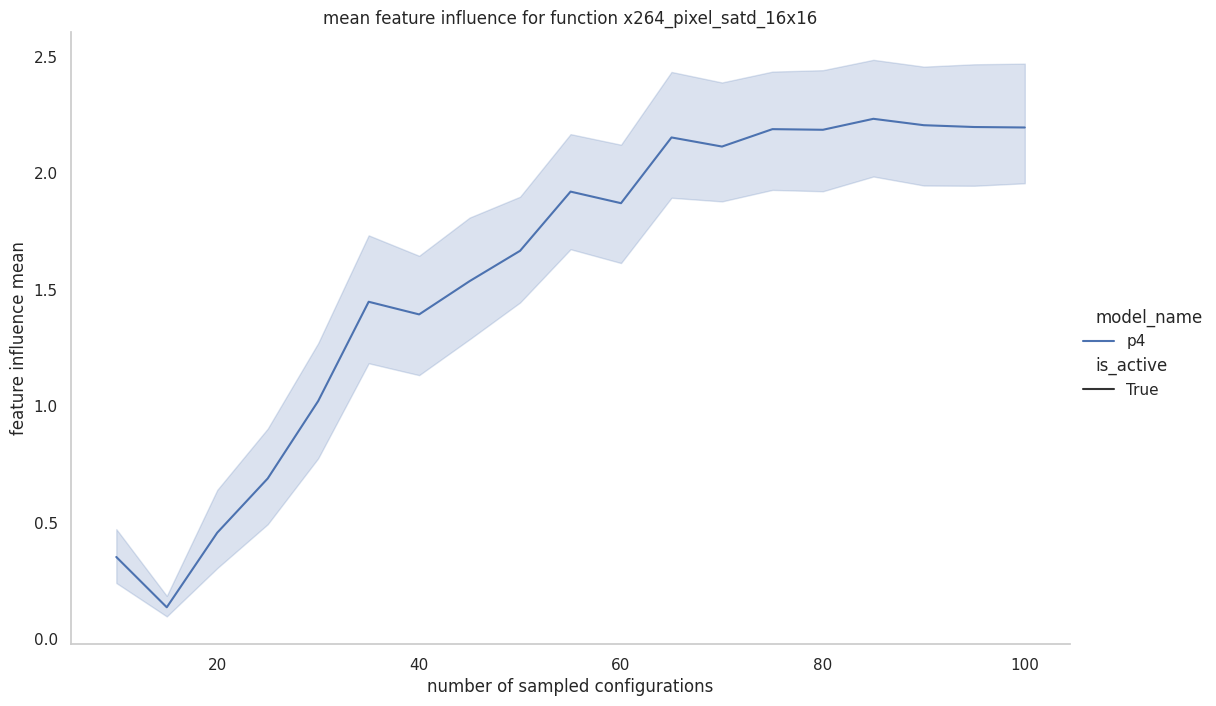 mean feature influence for function x264_pixel_satd_16x16
2.5
2.0
1.5
1.0
0.5
0.0
feature influence mean
20 40 60 80 100
number of sampled configurations
model_name
p4
is_active
True